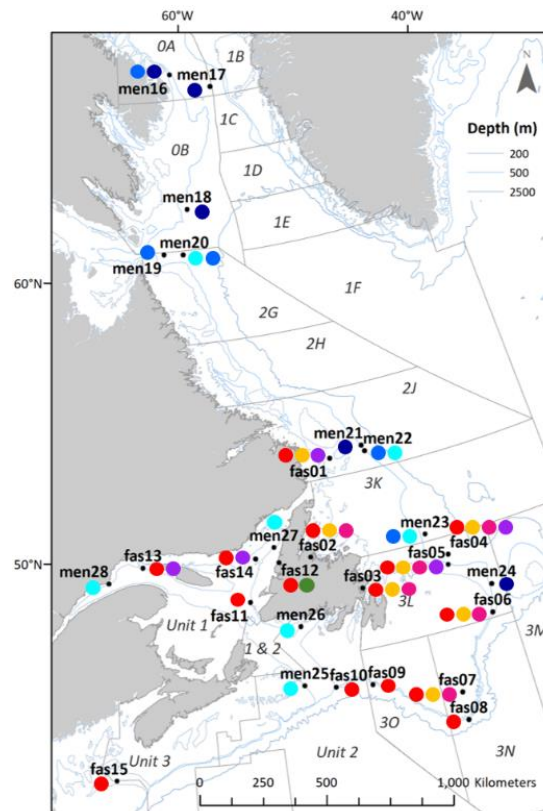 60°W 40°W
0A 1B
men16 men17
1C
Depth (m)
200
500
2500
0B
1D
men18
1E
men20
men19
60°N
1F
2G
2H
2J
men21 men22
fas01
3K
men27 fas02
men23 fas04
fas05
50°N
fas13
men28
fas14
fas12
men24
fas03
3L
fas06
fas11
3M
Unit 1
men26
1 & 2
men25 fas10 fas09
fas07
fas08
3O
3N
Unit 2
Unit 3
fas15
0 250 500 1,000 Kilometers
N